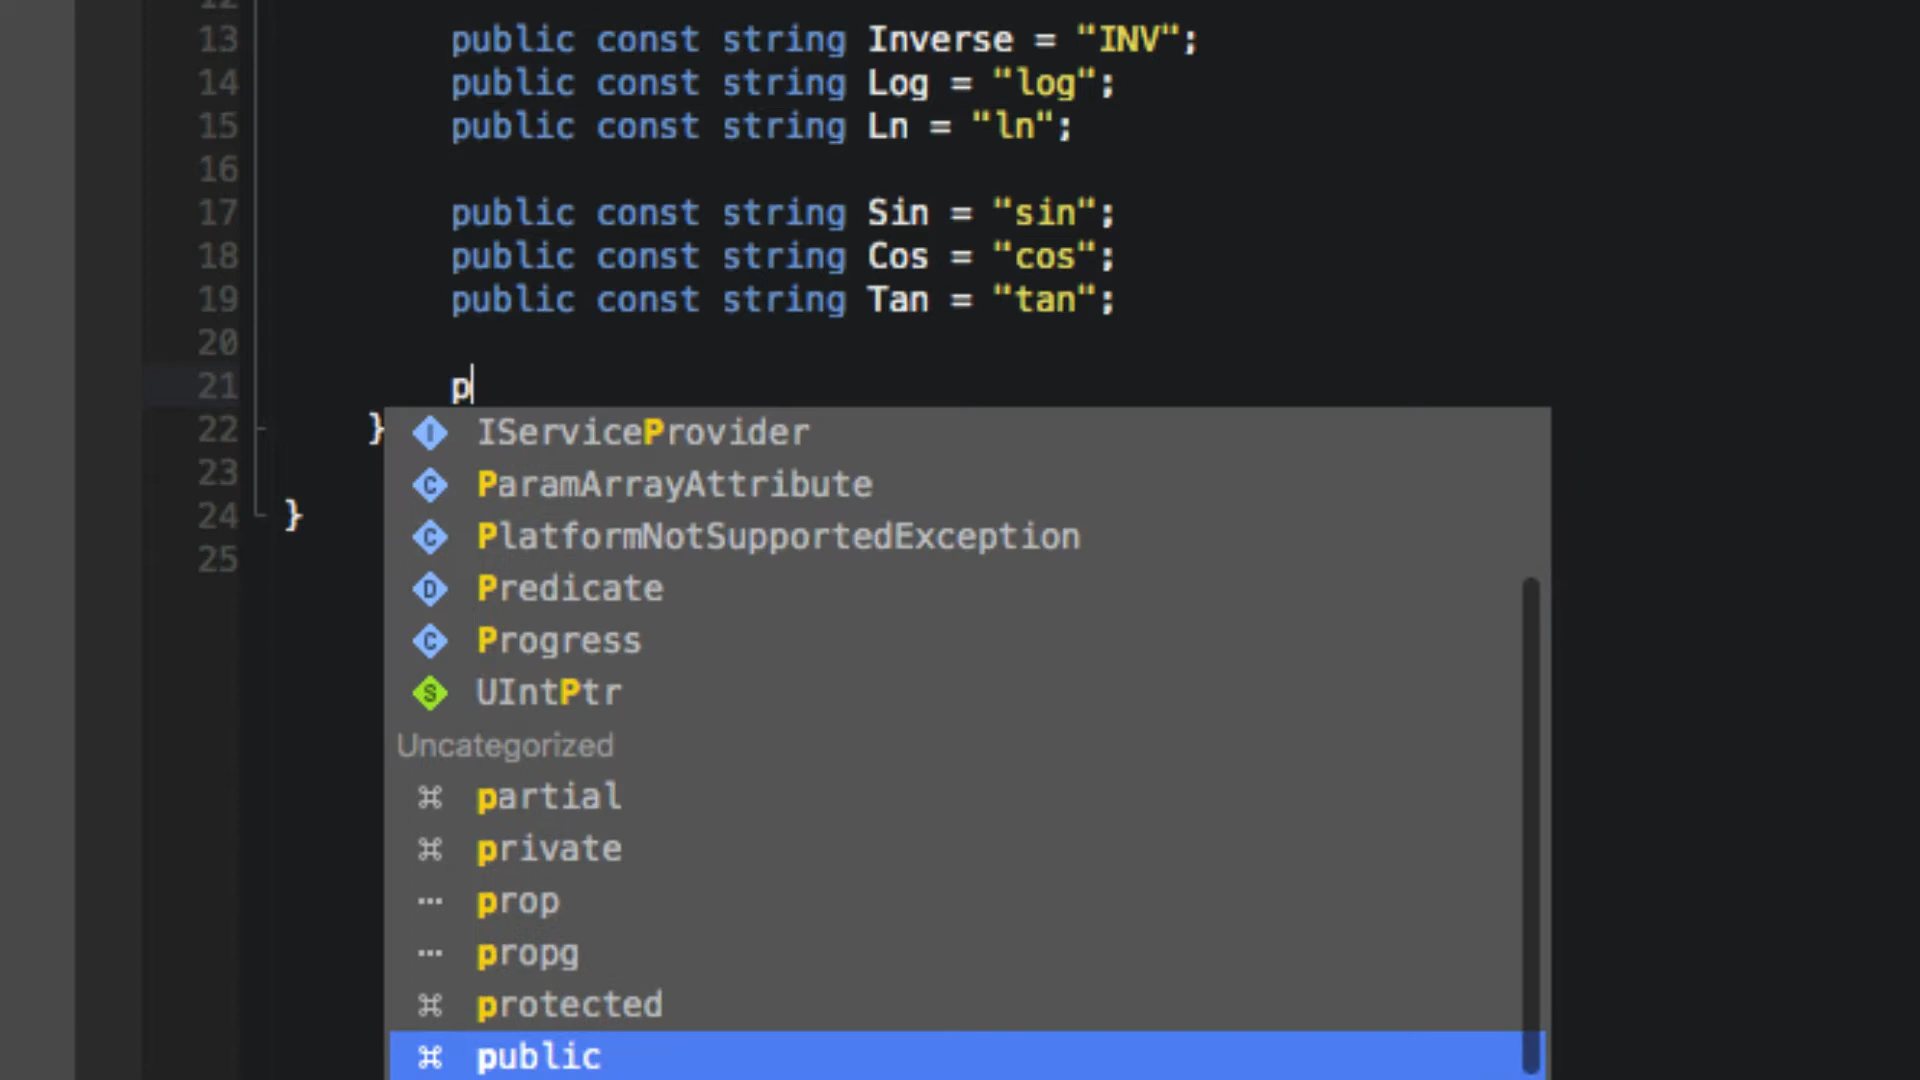 12
13 public const string Inverse = "INV";
14 public const string Log = "log";
15 public const string Ln = "ln";
16
17 public const string Sin = "sin";
18 public const string Cos = "cos";
19 public const string Tan = "tan";
20
21 p
22 }
23
24 }
25
I IServiceProvider
C ParamArrayAttribute
C PlatformNotSupportedException
D Predicate
C Progress
S UIntPtr
Uncategorized
⌘ partial
⌘ private
··· prop
··· propg
⌘ protected
⌘ public